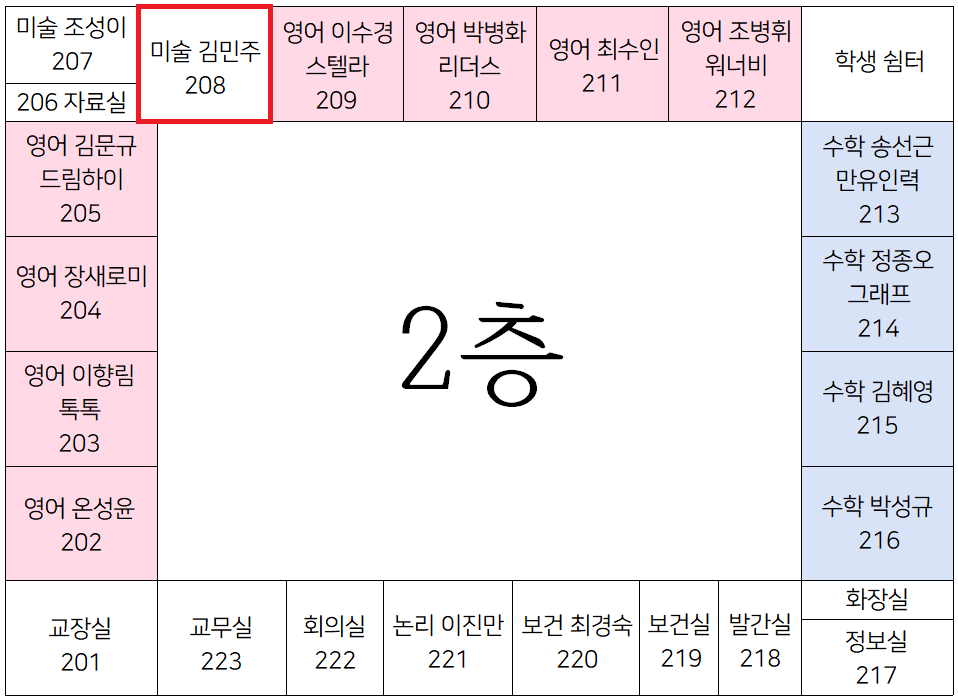 미술 조성이
207
206 자료실
미술 김민주
208
영어 이수경
스텔라
209
영어 박병화
리더스
210
영어 최수인
211
영어 조병휘
워너비
212
학생 쉼터
영어 김문규
드림하이
205
영어 장새로미
204
영어 이향림
톡톡
203
영어 온성윤
202
2층
수학 송선근
만유인력
213
수학 정종오
그래프
214
수학 김혜영
215
수학 박성규
216
교장실
201
교무실
223
회의실
222
논리 이진만
221
보건 최경숙
220
보건실
219
발간실
218
화장실
정보실
217